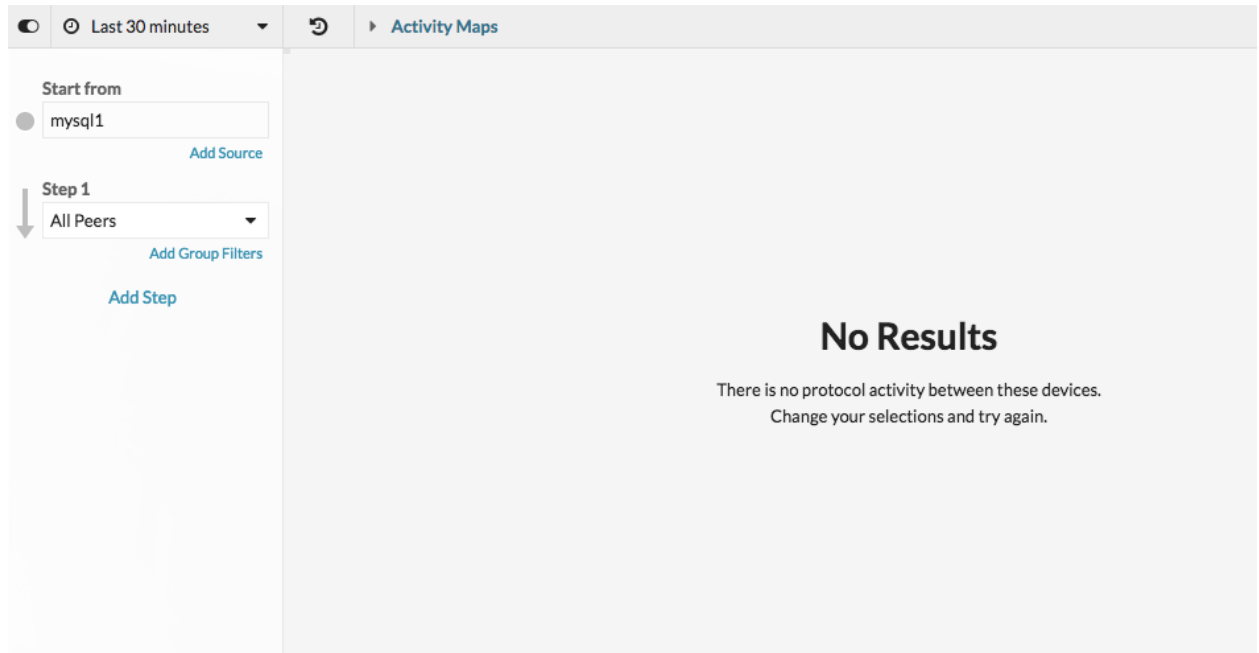 Last 30 minutes
Activity Maps
Start from
mysql1
Add Source
Step 1
All Peers
Add Group Filters
Add Step
No Results
There is no protocol activity between these devices.
Change your selections and try again.